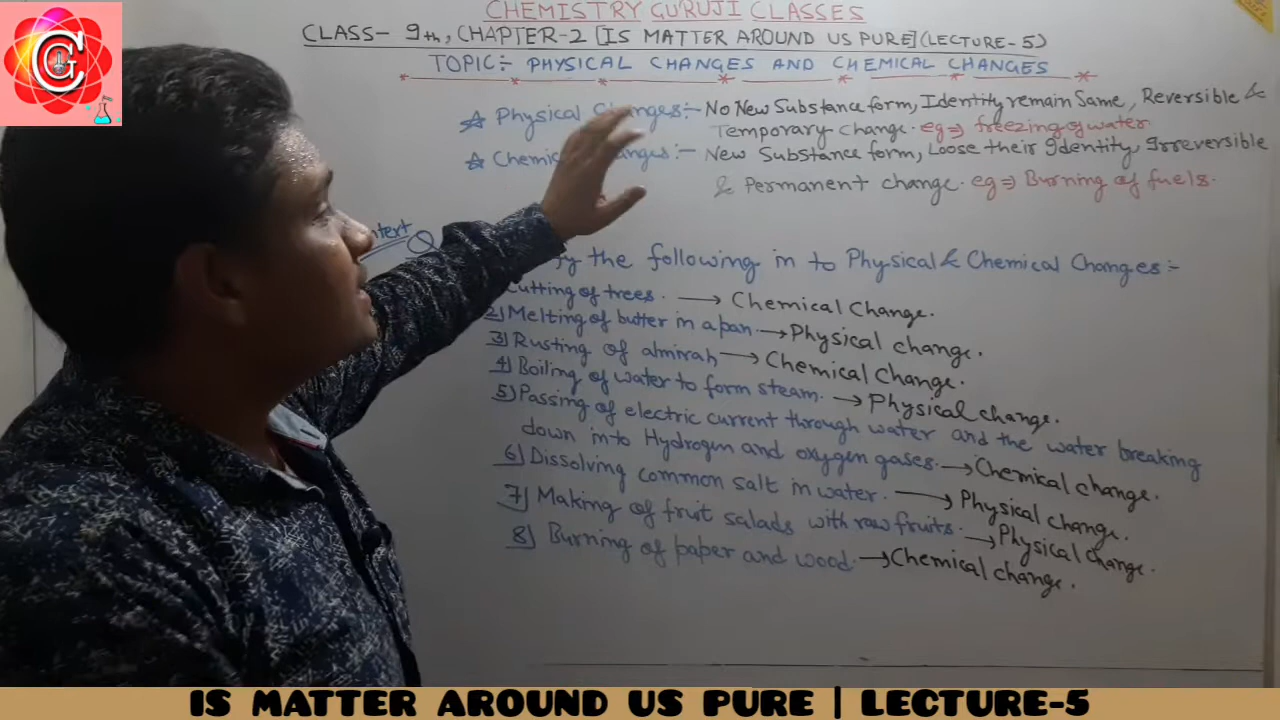 CHEMISTRY GURUJI CLASSES
CLASS- 9th, CHAPTER-2 [IS MATTER AROUND US PURE] (LECTURE-5)
TOPIC:- PHYSICAL CHANGES AND CHEMICAL CHANGES
Physical Changes:- No New Substance form, Identity remain Same, Reversible &
Temporary change. eg⇒ freezing of water
Chemic anges:- New Substance form, Loose their Identity, Irreversible
& Permanent change. eg⇒ Burning of fuels.
ntext Q
fy the following in to Physical & Chemical Changes:-
Cutting of trees. → Chemical Change.
2) Melting of butter in a pan → Physical change.
3) Rusting of almirah → Chemical Change.
4) Boiling of water to form steam. → Physical change.
5) Passing of electric current through water and the water breaking
down into Hydrogen and oxygen gases. → Chemical change.
6) Dissolving common salt in water. → Physical change.
7) Making of fruit salads with raw fruits. → Physical Change.
8) Burning of paper and wood. → Chemical change.
CG
IS MATTER AROUND US PURE | LECTURE-5